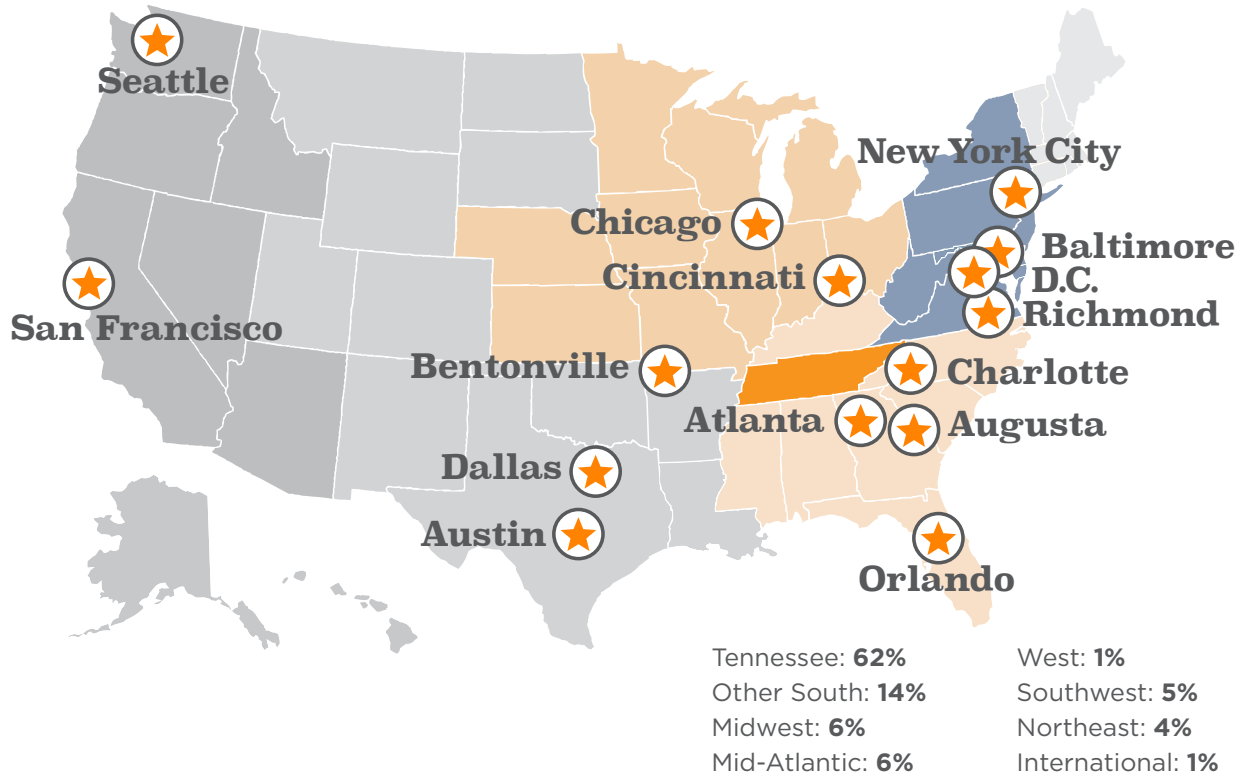 Seattle
New York City
Chicago
Baltimore
Cincinnati
D.C.
Richmond
San Francisco
Bentonville
Charlotte
Atlanta
Augusta
Dallas
Austin
Orlando
Tennessee: 62%
Other South: 14%
Midwest: 6%
Mid-Atlantic: 6%
West: 1%
Southwest: 5%
Northeast: 4%
International: 1%